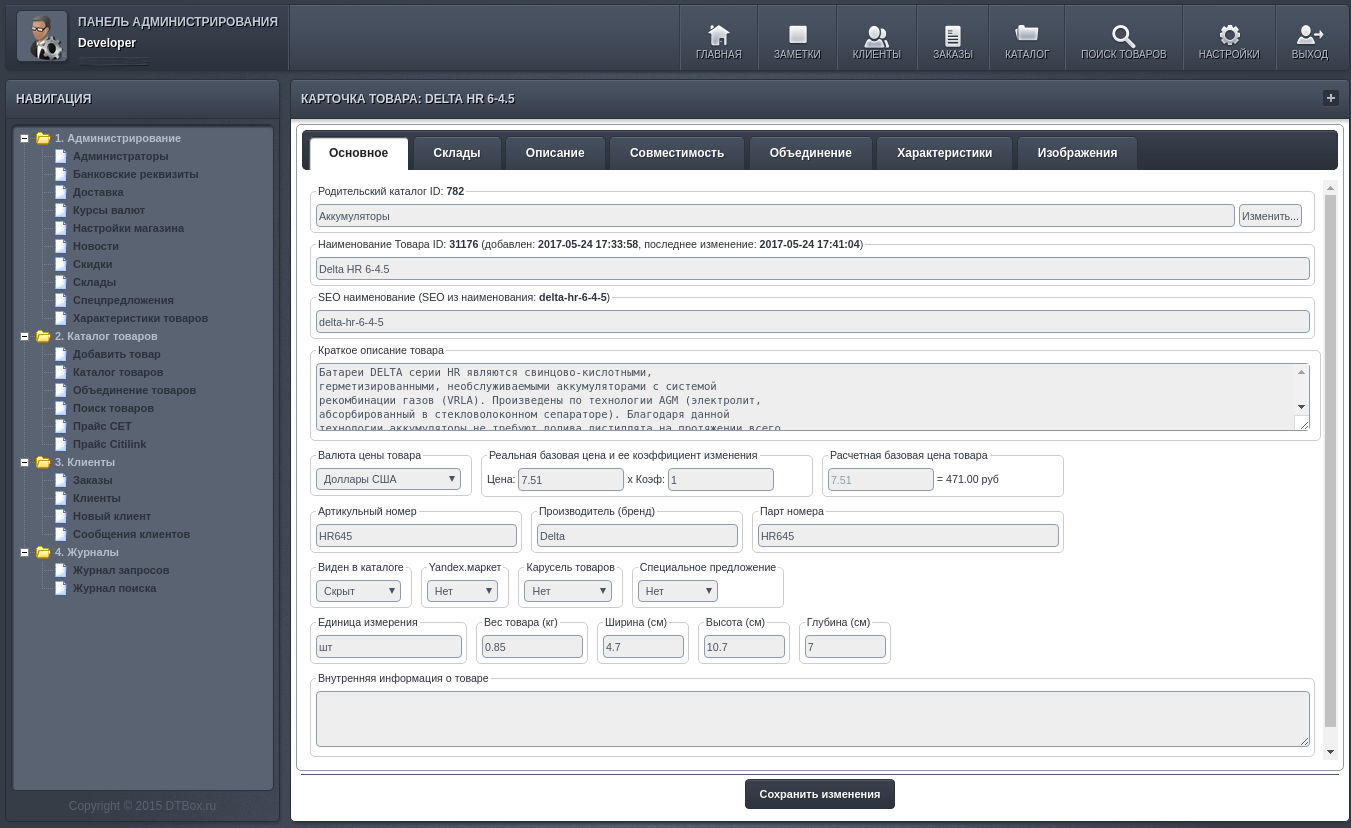 ПАНЕЛЬ АДМИНИСТРИРОВАНИЯ
Developer
ГЛАВНАЯ
ЗАМЕТКИ
КЛИЕНТЫ
ЗАКАЗЫ
КАТАЛОГ
ПОИСК ТОВАРОВ
НАСТРОЙКИ
ВЫХОД
НАВИГАЦИЯ
1. Администрирование
Администраторы
Банковские реквизиты
Доставка
Курсы валют
Настройки магазина
Новости
Скидки
Склады
Спецпредложения
Характеристики товаров
2. Каталог товаров
Добавить товар
Каталог товаров
Объединение товаров
Поиск товаров
Прайс СЕТ
Прайс Citilink
3. Клиенты
Заказы
Клиенты
Новый клиент
Сообщения клиентов
4. Журналы
Журнал запросов
Журнал поиска
Copyright © 2015 DTBox.ru
КАРТОЧКА ТОВАРА: DELTA HR 6-4.5
Основное
Склады
Описание
Совместимость
Объединение
Характеристики
Изображения
Родительский каталог ID: 782
Аккумуляторы
Изменить...
Наименование Товара ID: 31176 (добавлен: 2017-05-24 17:33:58, последнее изменение: 2017-05-24 17:41:04)
Delta HR 6-4.5
SEO наименование (SEO из наименования: delta-hr-6-4-5)
delta-hr-6-4-5
Краткое описание товара
Батареи DELTA серии HR являются свинцово-кислотными,
герметизированными, необслуживаемыми аккумуляторами с системой
рекомбинации газов (VRLA). Произведены по технологии AGM (электролит,
абсорбированный в стекловолоконном сепараторе). Благодаря данной
технологии аккумуляторы не требуют долива дистиллята на протяжении всего
Валюта цены товара
Доллары США
Реальная базовая цена и ее коэффициент изменения
Цена: 7.51 x Коэф: 1
Расчетная базовая цена товара
7.51 = 471.00 руб
Артикульный номер
HR645
Производитель (бренд)
Delta
Парт номера
HR645
Виден в каталоге
Скрыт
Yandex.маркет
Нет
Карусель товаров
Нет
Специальное предложение
Нет
Единица измерения
шт
Вес товара (кг)
0.85
Ширина (см)
4.7
Высота (см)
10.7
Глубина (см)
7
Внутренняя информация о товаре
Сохранить изменения